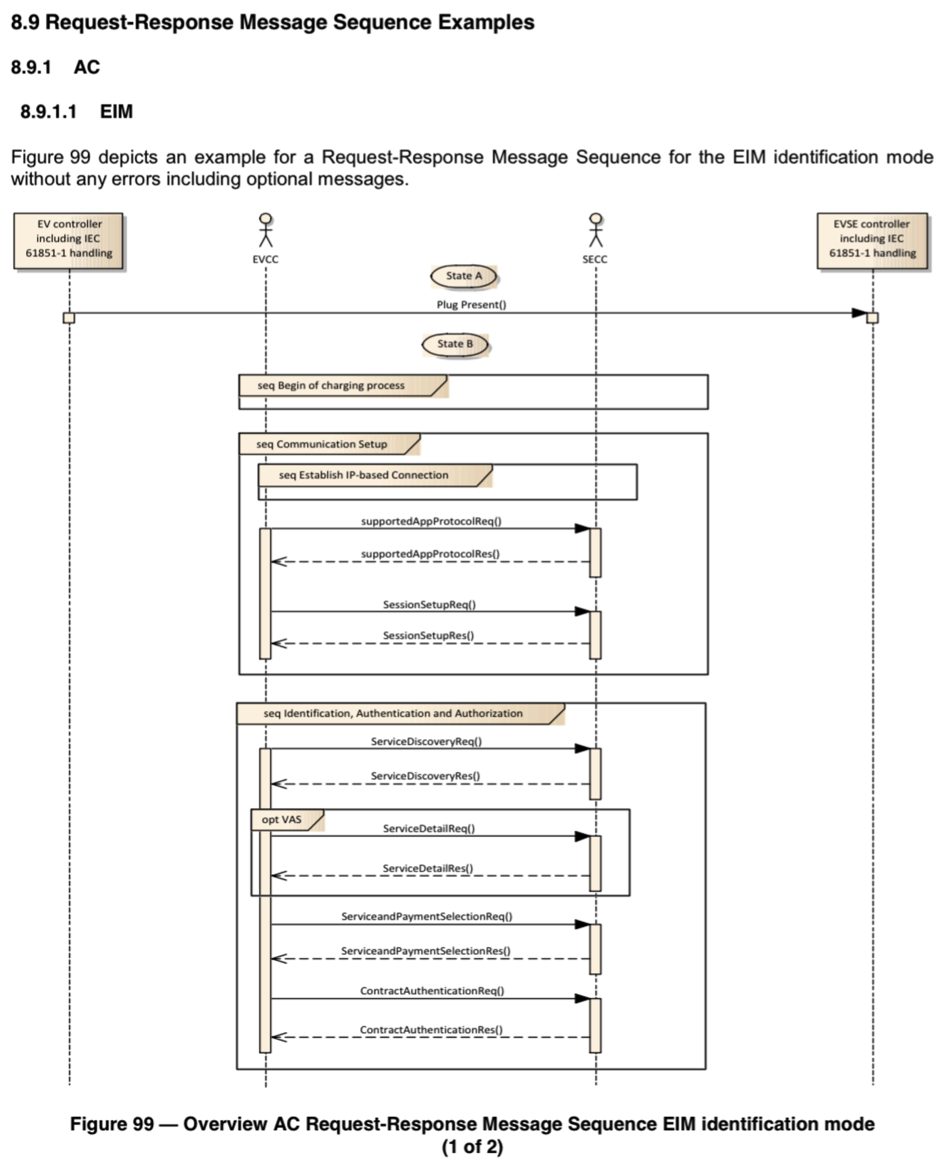 8.9 Request-Response Message Sequence Examples
8.9.1 AC
8.9.1.1 EIM
Figure 99 depicts an example for a Request-Response Message Sequence for the EIM identification mode
without any errors including optional messages.
EV controller
including IEC
61851-1 handling
EVCC
SECC
EVSE controller
including IEC
61851-1 handling
State A
Plug Present()
State B
seq Begin of charging process
seq Communication Setup
seq Establish IP-based Connection
supportedAppProtocolReq()
supportedAppProtocolRes()
SessionSetupReq()
SessionSetupRes()
seq Identification, Authentication and Authorization
ServiceDiscoveryReq()
ServiceDiscoveryRes()
opt VAS
ServiceDetailReq()
ServiceDetailRes()
ServiceandPaymentSelectionReq()
ServiceandPaymentSelectionRes()
ContractAuthenticationReq()
ContractAuthenticationRes()
Figure 99 — Overview AC Request-Response Message Sequence EIM identification mode
(1 of 2)